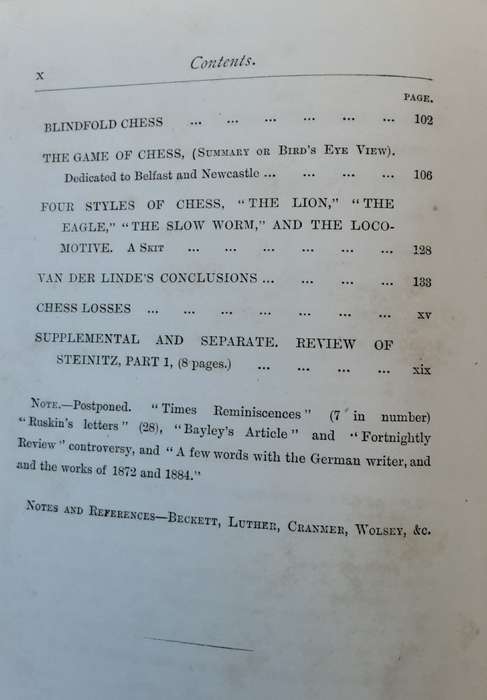 x
Contents.
PAGE.
BLINDFOLD CHESS ... ... ... ... ... ... 102
THE GAME OF CHESS, (SUMMARY OR BIRD'S EYE VIEW).
Dedicated to Belfast and Newcastle ... ... ... ... 106
FOUR STYLES OF CHESS, "THE LION," "THE
EAGLE," "THE SLOW WORM," AND THE LOCO-
MOTIVE. A SKIT ... ... ... ... ... ... 128
VAN DER LINDE'S CONCLUSIONS ... ... ... ... 133
CHESS LOSSES ... ... ... ... ... ... ... xv
SUPPLEMENTAL AND SEPARATE. REVIEW OF
STEINITZ, PART 1, (8 pages.) ... ... ... ... xix
NOTE.—Postponed. "Times Reminiscences" (7 in number)
"Ruskin's letters" (28), "Bayley's Article" and "Fortnightly
Review" controversy, and "A few words with the German writer, and
and the works of 1872 and 1884."
NOTES AND REFERENCES—BECKETT, LUTHER, CRANMER, WOLSEY, &c.